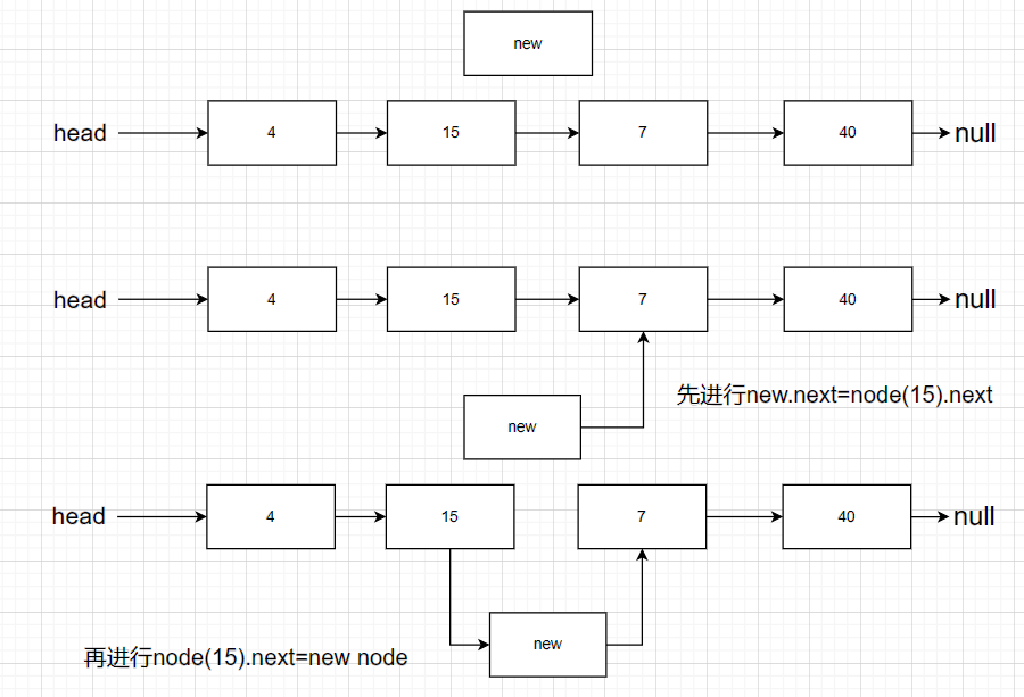 new
head 4 15 7 40 null
head 4 15 7 40 null
先进行new.next=node(15).next
new
head 4 15 7 40 null
new
再进行node(15).next=new node